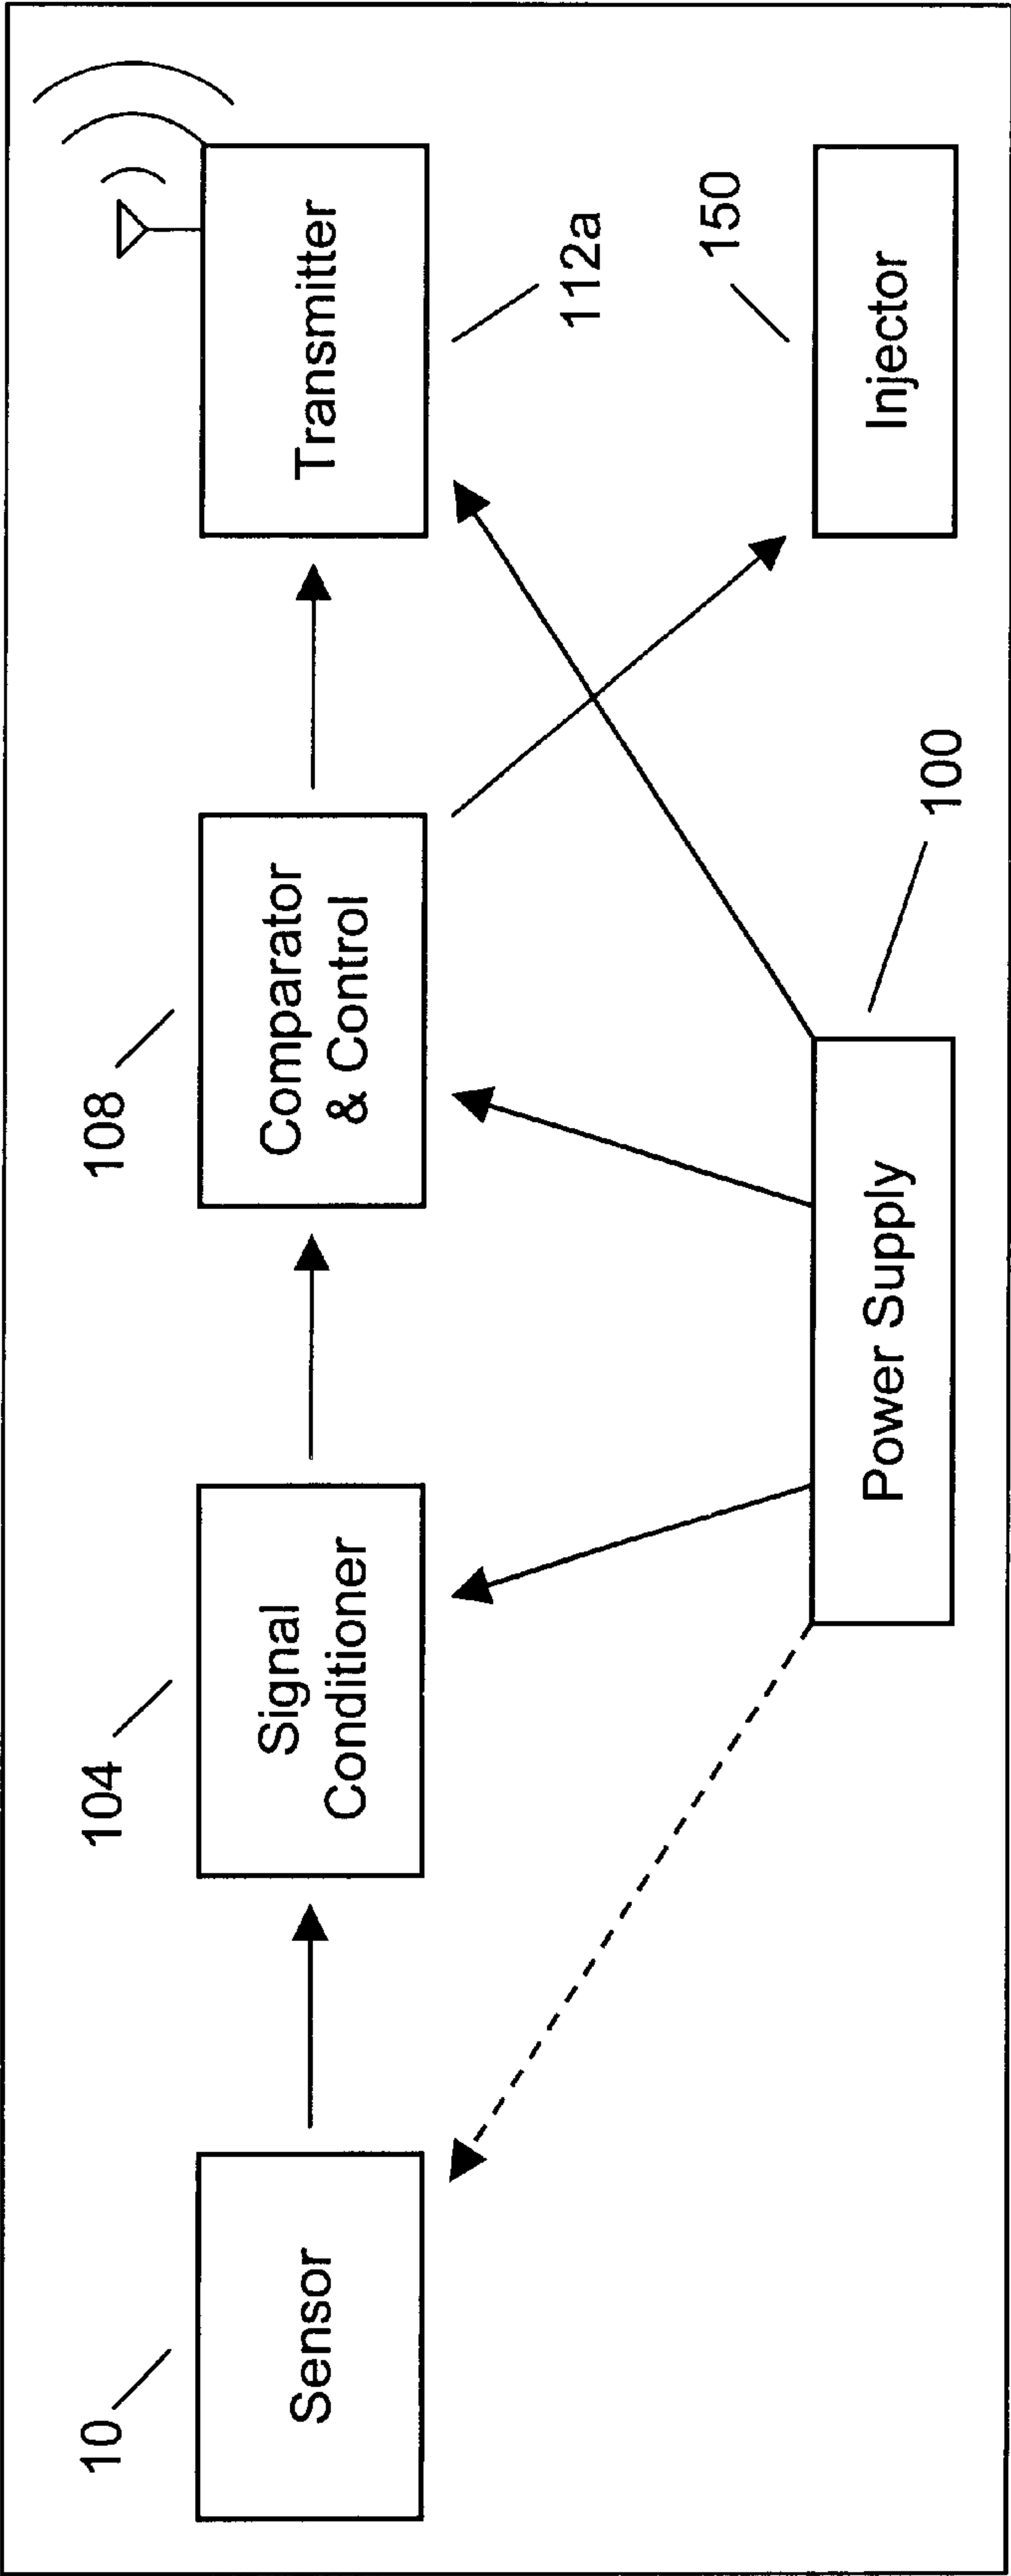 10
Sensor
104
Signal
Conditioner
108
Comparator
& Control
Transmitter
112a
150
Injector
100
Power Supply